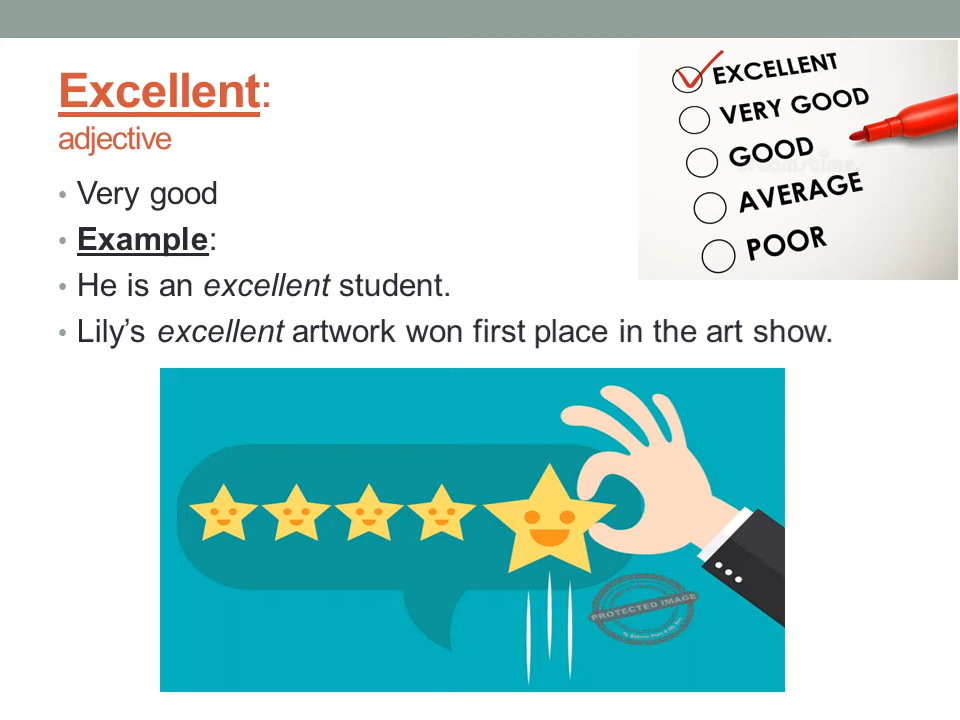 Excellent:
adjective
• Very good
• Example:
• He is an excellent student.
• Lily’s excellent artwork won first place in the art show.
EXCELLENT
VERY GOOD
GOOD
AVERAGE
POOR
PROTECTED IMAGE